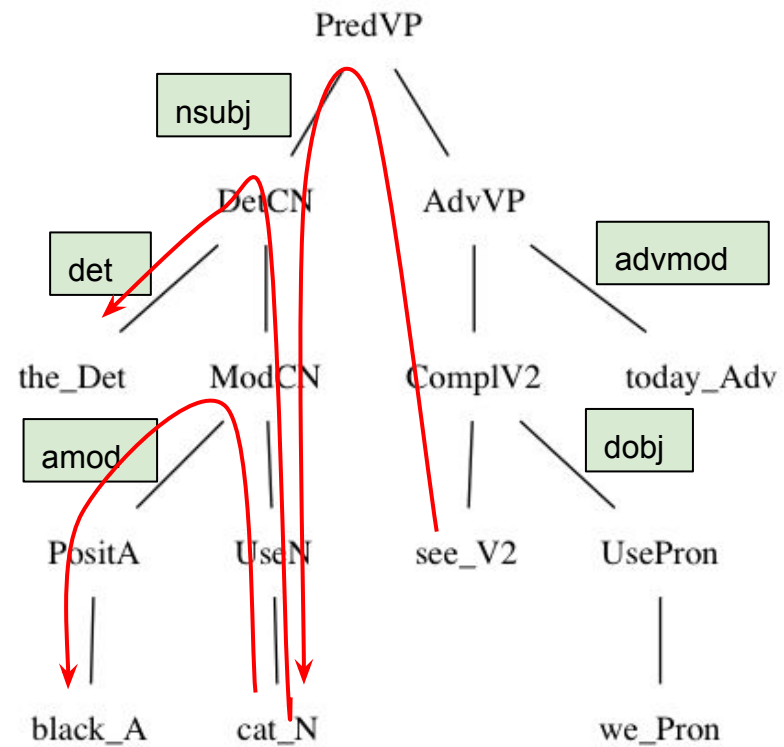 PredVP
nsubj
DetCN AdvVP
det advmod
the_Det ModCN ComplV2 today_Adv
amod dobj
PositA UseN see_V2 UsePron
black_A cat_N we_Pron